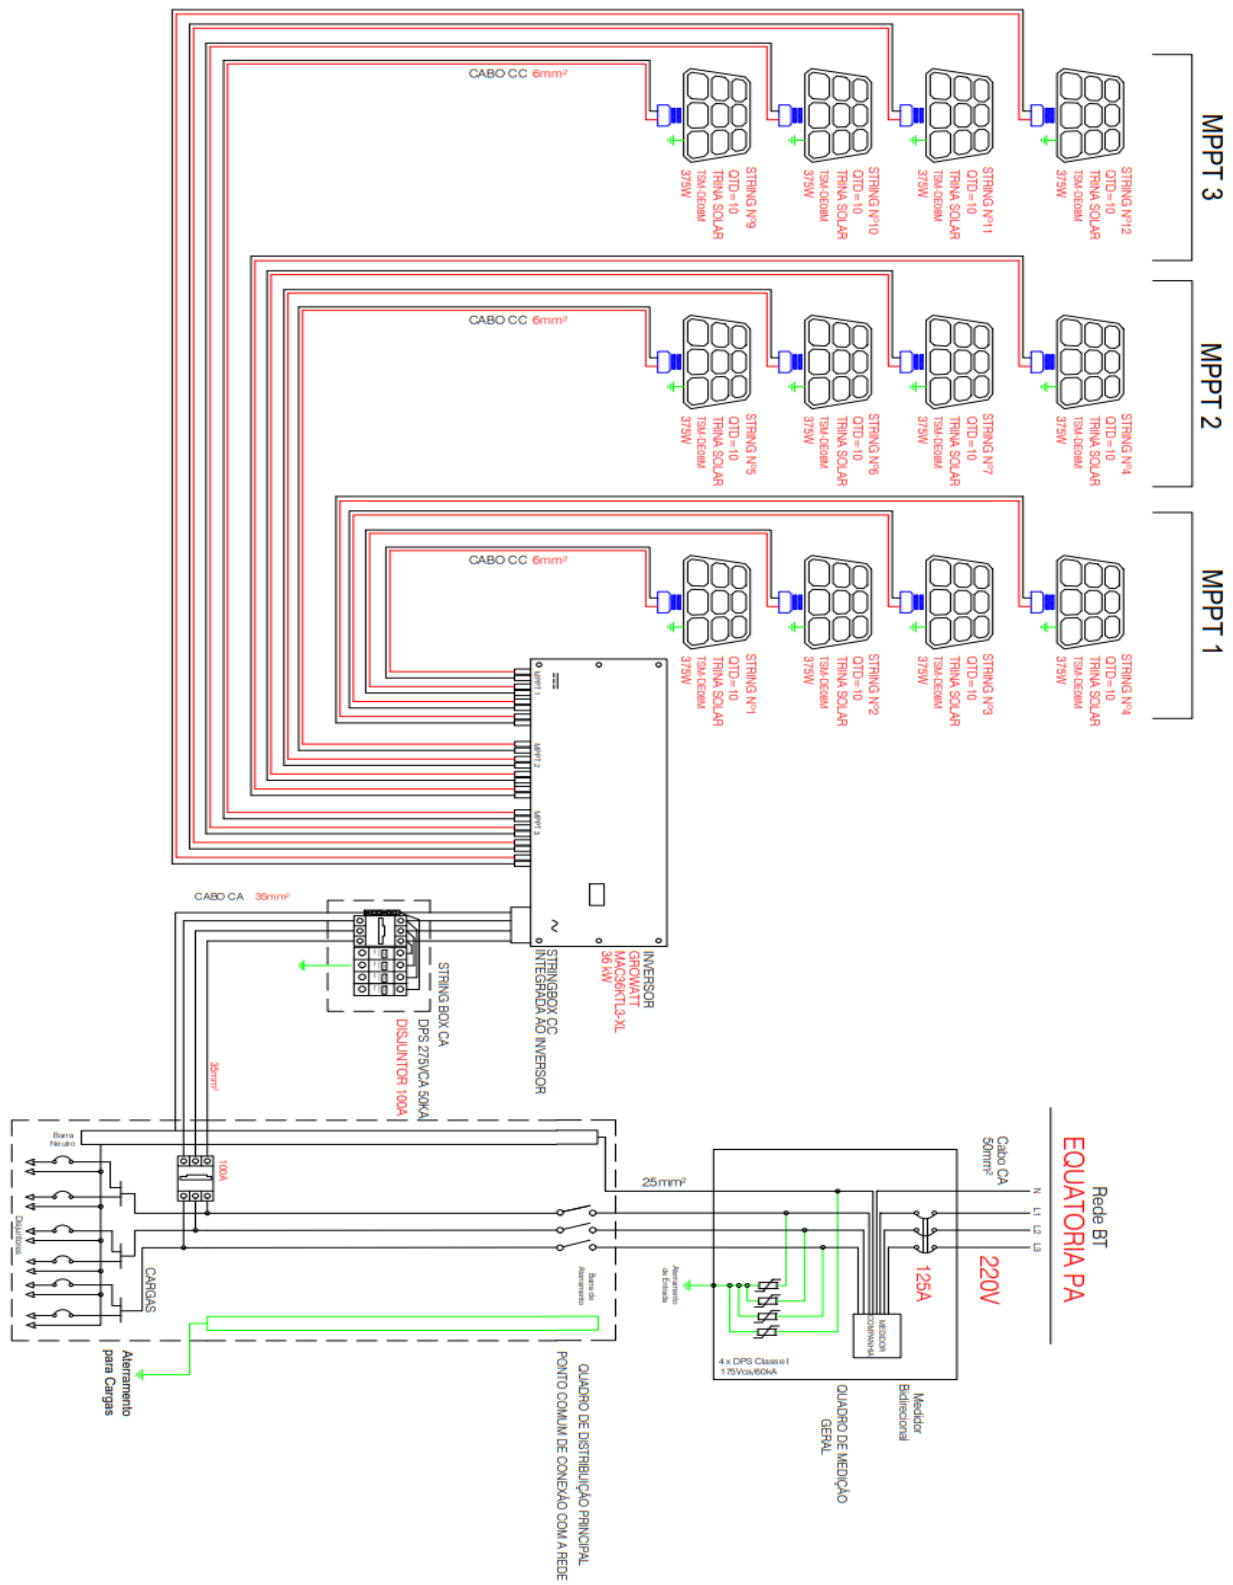 MPPT 3
STRING Nº12
QTD=10
TRINA SOLAR
TSM-DE08M
375W
STRING Nº11
QTD=10
TRINA SOLAR
TSM-DE08M
375W
STRING Nº10
QTD=10
TRINA SOLAR
TSM-DE08M
375W
STRING Nº9
QTD=10
TRINA SOLAR
TSM-DE08M
375W
CABO CC 6mm²
MPPT 2
STRING Nº4
QTD=10
TRINA SOLAR
TSM-DE08M
375W
STRING Nº7
QTD=10
TRINA SOLAR
TSM-DE08M
375W
STRING Nº6
QTD=10
TRINA SOLAR
TSM-DE08M
375W
STRING Nº5
QTD=10
TRINA SOLAR
TSM-DE08M
375W
CABO CC 6mm²
MPPT 1
STRING Nº4
QTD=10
TRINA SOLAR
TSM-DE08M
375W
STRING Nº3
QTD=10
TRINA SOLAR
TSM-DE08M
375W
STRING Nº2
QTD=10
TRINA SOLAR
TSM-DE08M
375W
STRING Nº1
QTD=10
TRINA SOLAR
TSM-DE08M
375W
CABO CC 6mm²
MPPT 1
MPPT 2
MPPT 3
INVERSOR
GROWATT
MAC36KTL3-XL
36 kW
STRINGBOX CC
INTEGRADA AO INVERSOR
CABO CA 35mm²
STRING BOX CA
DPS 275VCA 50KA
DISJUNTOR 100A
35mm²
100A
Barra
Neutro
Disjuntores
CARGAS
Barra de
Aterramento
Aterramento
para Cargas
QUADRO DE DISTRIBUIÇÃO PRINCIPAL
PONTO COMUM DE CONEXÃO COM A REDE
25mm²
Aterramento
de Entrada
4 x DPS Classe I
175Vca/60kA
MEDIDOR
COMPANHIA
Medidor
Bidirecional
QUADRO DE MEDIÇÃO
GERAL
125A
220V
Cabo CA
50mm²
N
L1
L2
L3
Rede BT
EQUATORIA PA